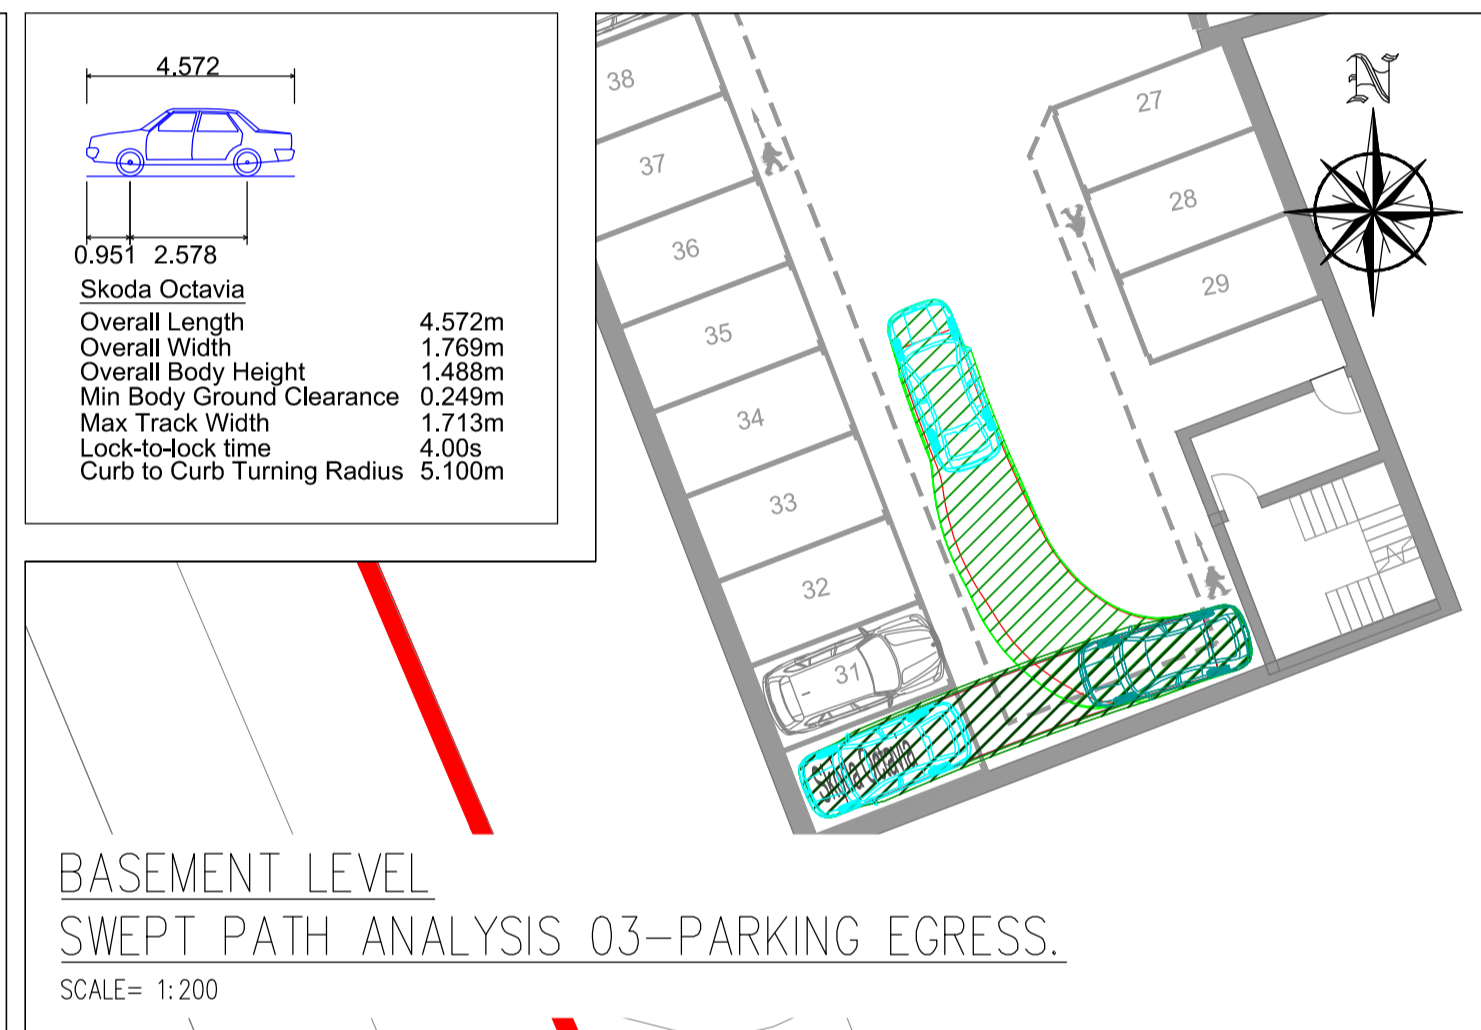 4.572
0.951 2.578
Skoda Octavia
Overall Length 4.572m
Overall Width 1.769m
Overall Body Height 1.488m
Min Body Ground Clearance 0.249m
Max Track Width 1.713m
Lock-to-lock time 4.00s
Curb to Curb Turning Radius 5.100m
38
37
36
35
34
33
32
31
Skoda Octavia
27
28
29
N
BASEMENT LEVEL
SWEPT PATH ANALYSIS 03-PARKING EGRESS.
SCALE= 1:200